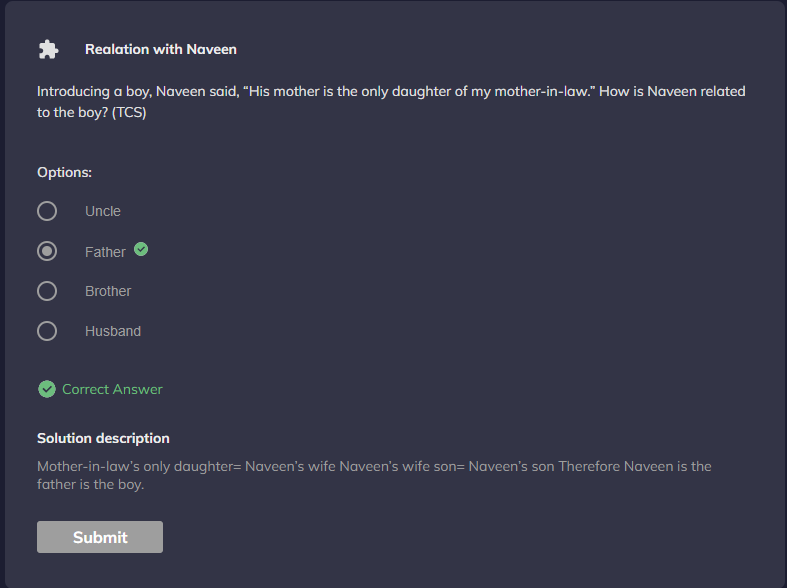 Realation with Naveen
Introducing a boy, Naveen said, “His mother is the only daughter of my mother-in-law.” How is Naveen related
to the boy? (TCS)
Options:
Uncle
Father
Brother
Husband
Correct Answer
Solution description
Mother-in-law’s only daughter= Naveen’s wife Naveen’s wife son= Naveen’s son Therefore Naveen is the
father is the boy.
Submit